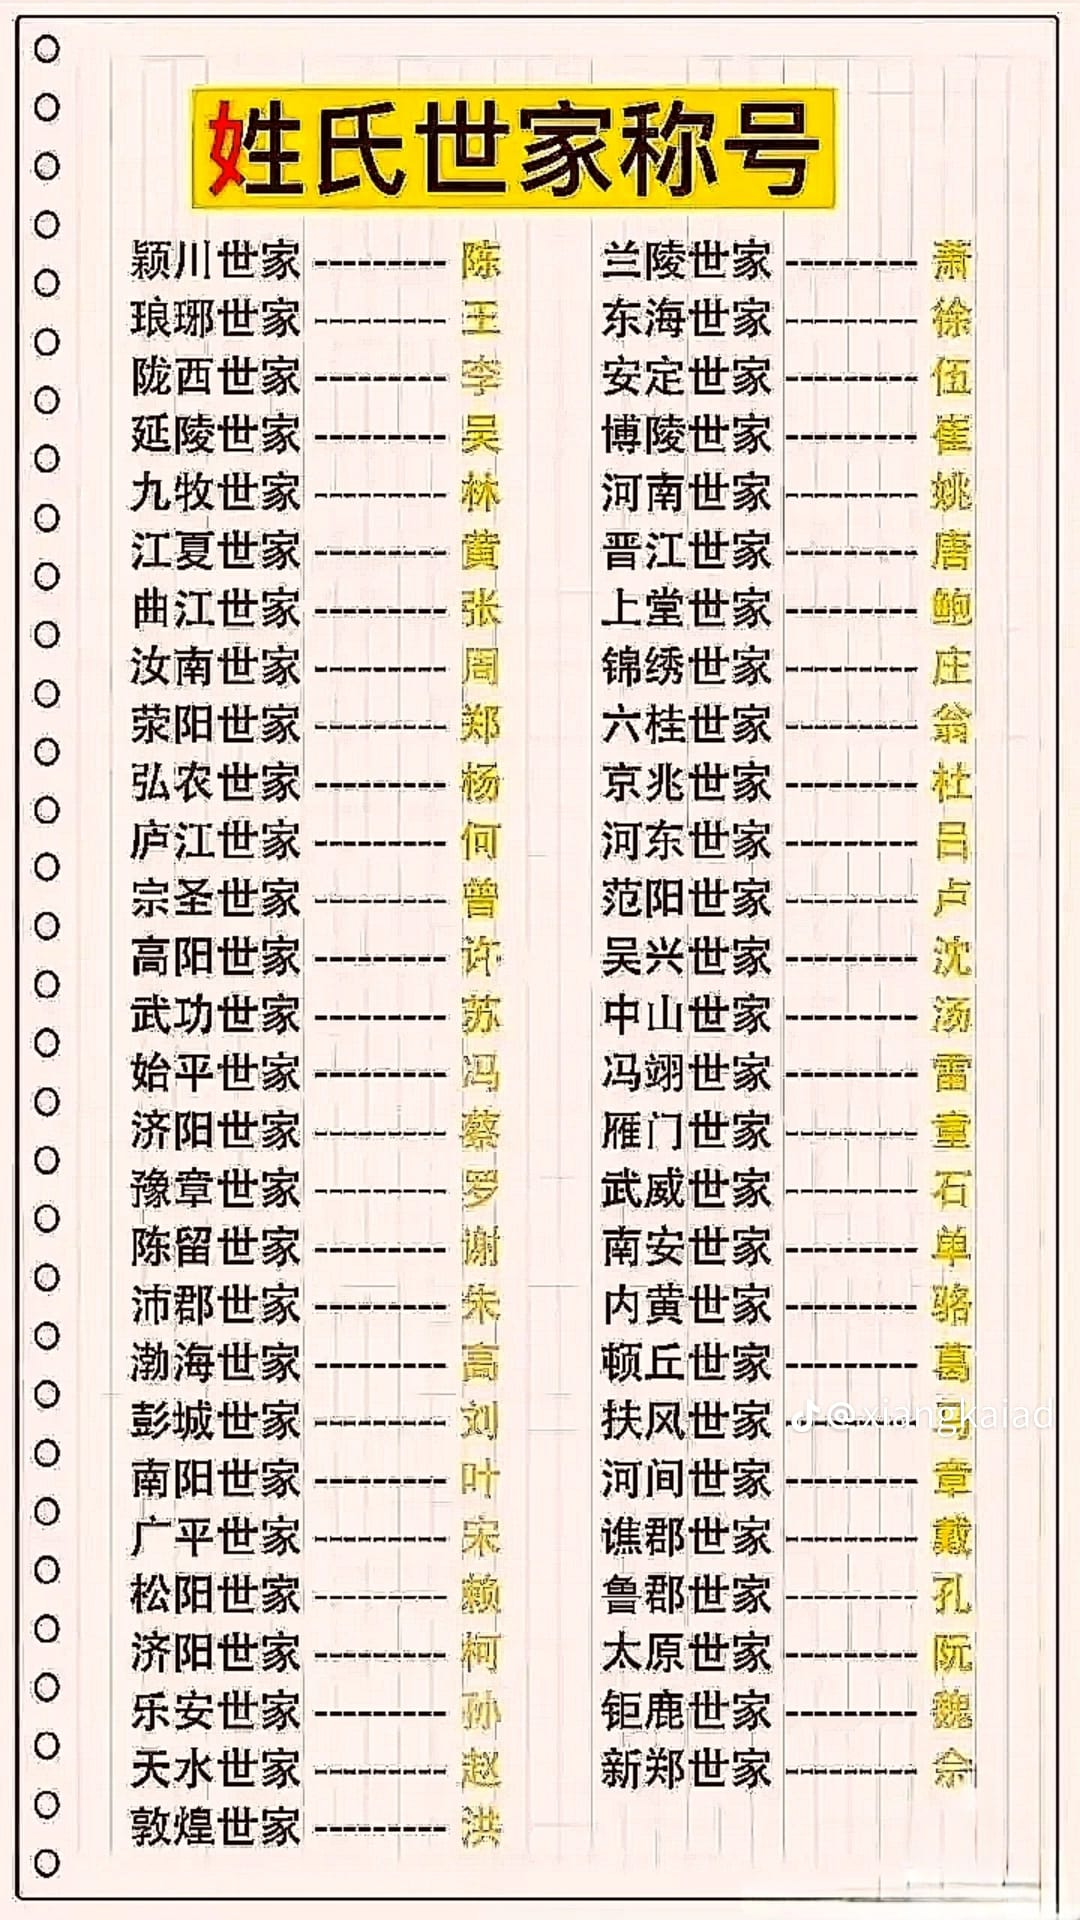 姓氏世家称号
颍川世家---------陈
琅琊世家---------王
陇西世家---------李
延陵世家---------吴
九牧世家---------林
江夏世家---------黄
曲江世家---------张
汝南世家---------周
荥阳世家---------郑
弘农世家---------杨
庐江世家---------何
宗圣世家---------曾
高阳世家---------许
武功世家---------苏
始平世家---------冯
济阳世家---------蔡
豫章世家---------罗
陈留世家---------谢
沛郡世家---------朱
渤海世家---------高
彭城世家---------刘
南阳世家---------叶
广平世家---------宋
松阳世家---------赖
济阳世家---------柯
乐安世家---------孙
天水世家---------赵
敦煌世家---------洪
兰陵世家---------萧
东海世家---------徐
安定世家---------伍
博陵世家---------崔
河南世家---------姚
晋江世家---------唐
上堂世家---------鲍
锦绣世家---------庄
六桂世家---------翁
京兆世家---------杜
河东世家---------吕
范阳世家---------卢
吴兴世家---------沈
中山世家---------汤
冯翊世家---------雷
雁门世家---------童
武威世家---------石
南安世家---------单
内黄世家---------骆
顿丘世家---------葛
扶风世家---------马
河间世家---------章
谯郡世家---------戴
鲁郡世家---------孔
太原世家---------阮
钜鹿世家---------魏
新郑世家---------佘
@xiangkaiad